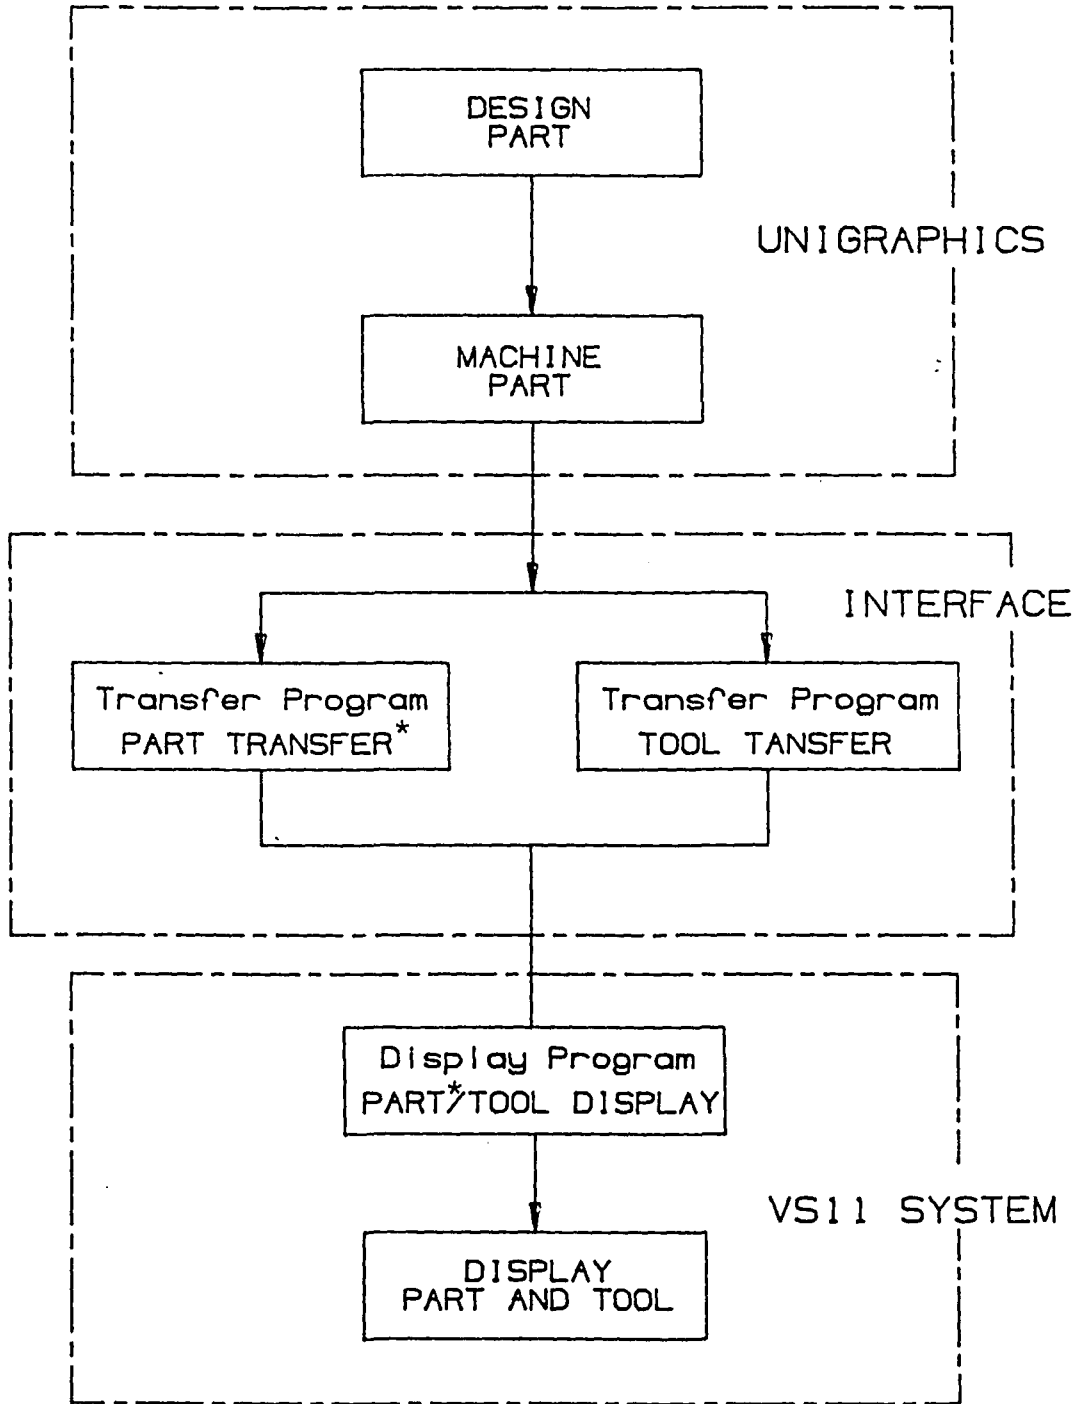 DESIGN
PART
UNIGRAPHICS
MACHINE
PART
INTERFACE
Transfer Program
PART TRANSFER*
Transfer Program
TOOL TANSFER
Display Program
PART*/TOOL DISPLAY
VS11 SYSTEM
DISPLAY
PART AND TOOL